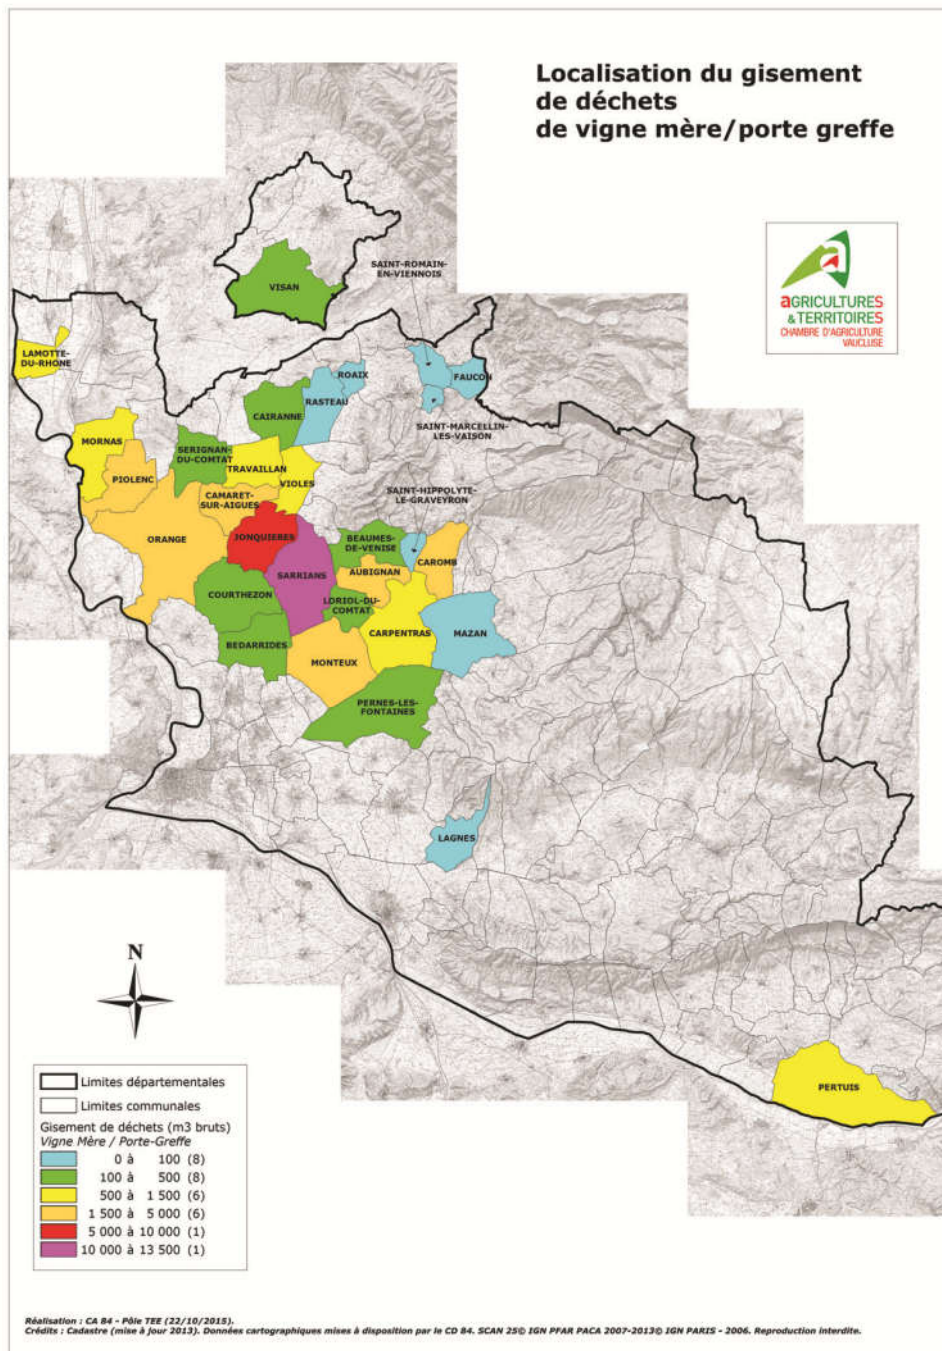 Localisation du gisement
de déchets
de vigne mère/porte greffe
aGRICULTURES
& TERRITOIRES
CHAMBRE D'AGRICULTURE
VAUCLUSE
SAINT-ROMAIN-
EN-VIENNOIS
VISAN
LAMOTTE-
DU-RHONE
ROAIX
FAUCON
RASTEAU
CAIRANNE
SAINT-MARCELLIN-
LES-VAISON
MORNAS
SERIGNAN-
DU-COMTAT
TRAVAILLAN
PIOLENC
VIOLES
SAINT-HIPPOLYTE-
LE-GRAVEYRON
CAMARET-
SUR-AIGUES
ORANGE
JONQUIERES
BEAUMES-
DE-VENISE
CAROMB
AUBIGNAN
SARRIANS
COURTHEZON
LORIOL-DU-
COMTAT
CARPENTRAS
MAZAN
BEDARRIDES
MONTEUX
PERNES-LES-
FONTAINES
LAGNES
PERTUIS
N
Limites départementales
Limites communales
Gisement de déchets (m3 bruts)
Vigne Mère / Porte-Greffe
0 à 100 (8)
100 à 500 (8)
500 à 1 500 (6)
1 500 à 5 000 (6)
5 000 à 10 000 (1)
10 000 à 13 500 (1)
Réalisation : CA 84 - Pôle TEE (22/10/2015).
Crédits : Cadastre (mise à jour 2013). Données cartographiques mises à disposition par le CD 84. SCAN 25© IGN PFAR PACA 2007-2013© IGN PARIS - 2006. Reproduction interdite.